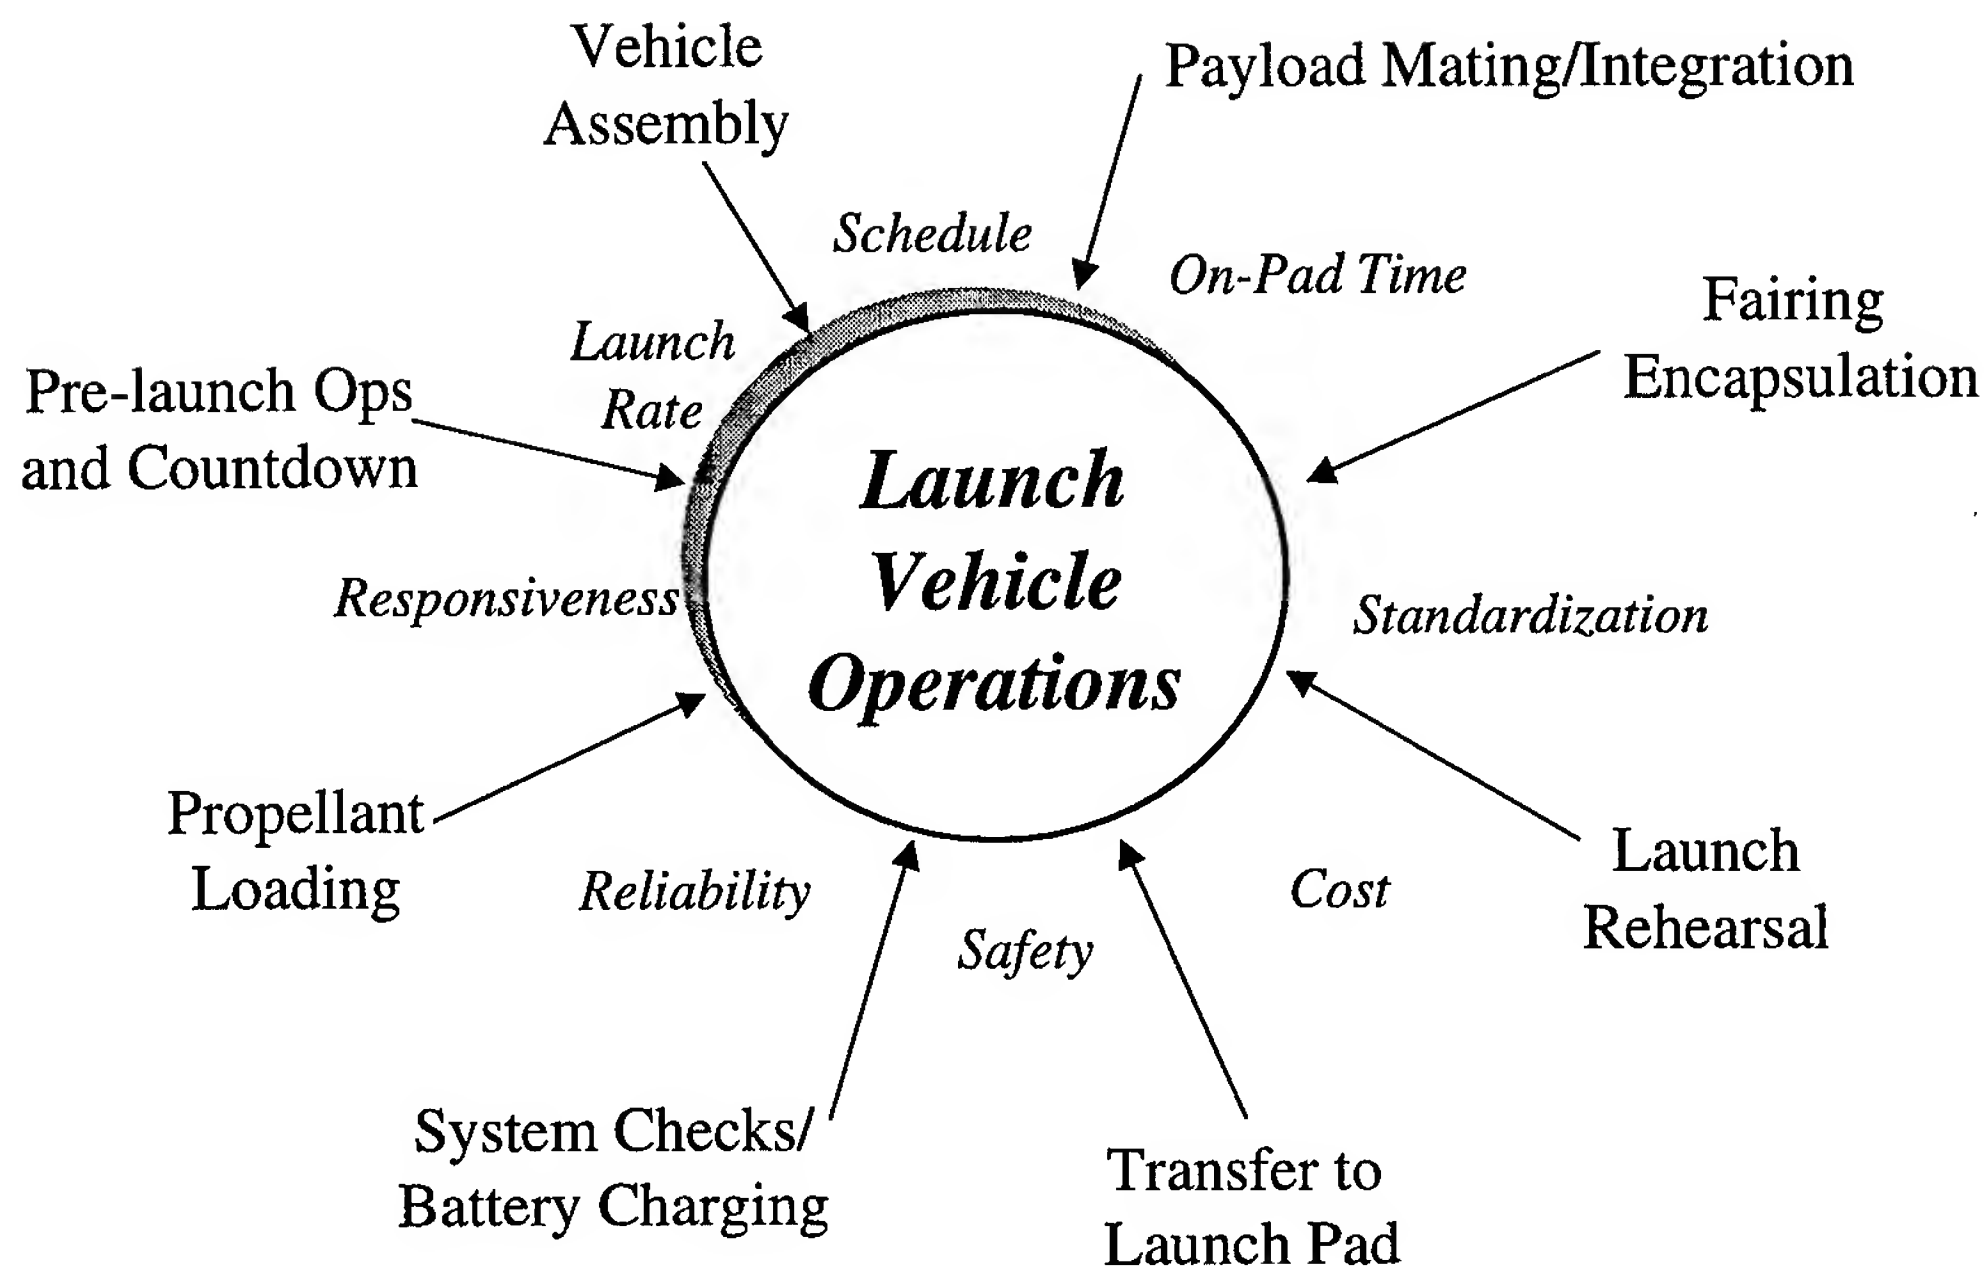 Vehicle
Assembly
Payload Mating/Integration
Schedule
On-Pad Time
Fairing
Encapsulation
Launch
Rate
Pre-launch Ops
and Countdown
Launch
Vehicle
Operations
Responsiveness
Standardization
Propellant
Loading
Reliability
Safety
Cost
Launch
Rehearsal
System Checks/
Battery Charging
Transfer to
Launch Pad